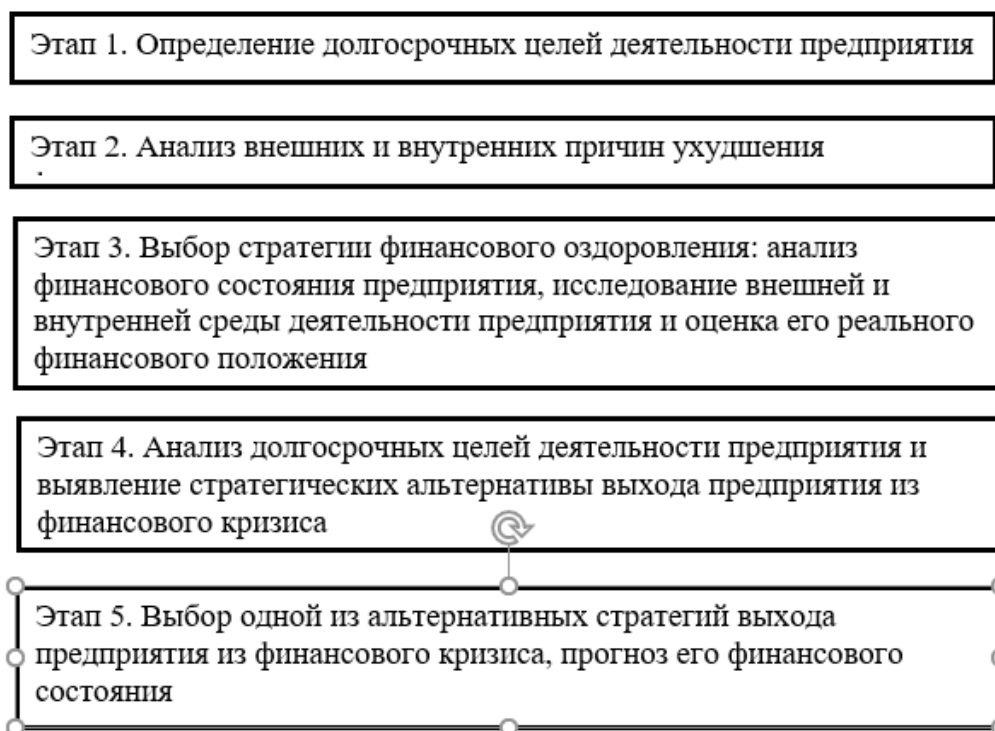 Этап 1. Определение долгосрочных целей деятельности предприятия
Этап 2. Анализ внешних и внутренних причин ухудшения
Этап 3. Выбор стратегии финансового оздоровления: анализ
финансового состояния предприятия, исследование внешней и
внутренней среды деятельности предприятия и оценка его реального
финансового положения
Этап 4. Анализ долгосрочных целей деятельности предприятия и
выявление стратегических альтернативы выхода предприятия из
финансового кризиса
Этап 5. Выбор одной из альтернативных стратегий выхода
предприятия из финансового кризиса, прогноз его финансового
состояния